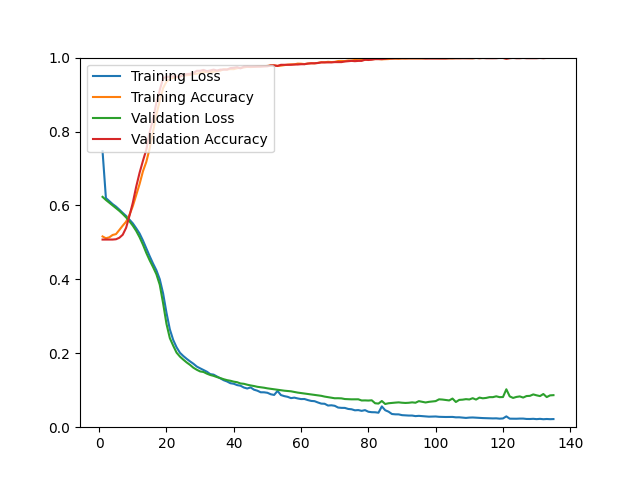 1.0
0.8
0.6
0.4
0.2
0.0
Training Loss
Training Accuracy
Validation Loss
Validation Accuracy
0 20 40 60 80 100 120 140